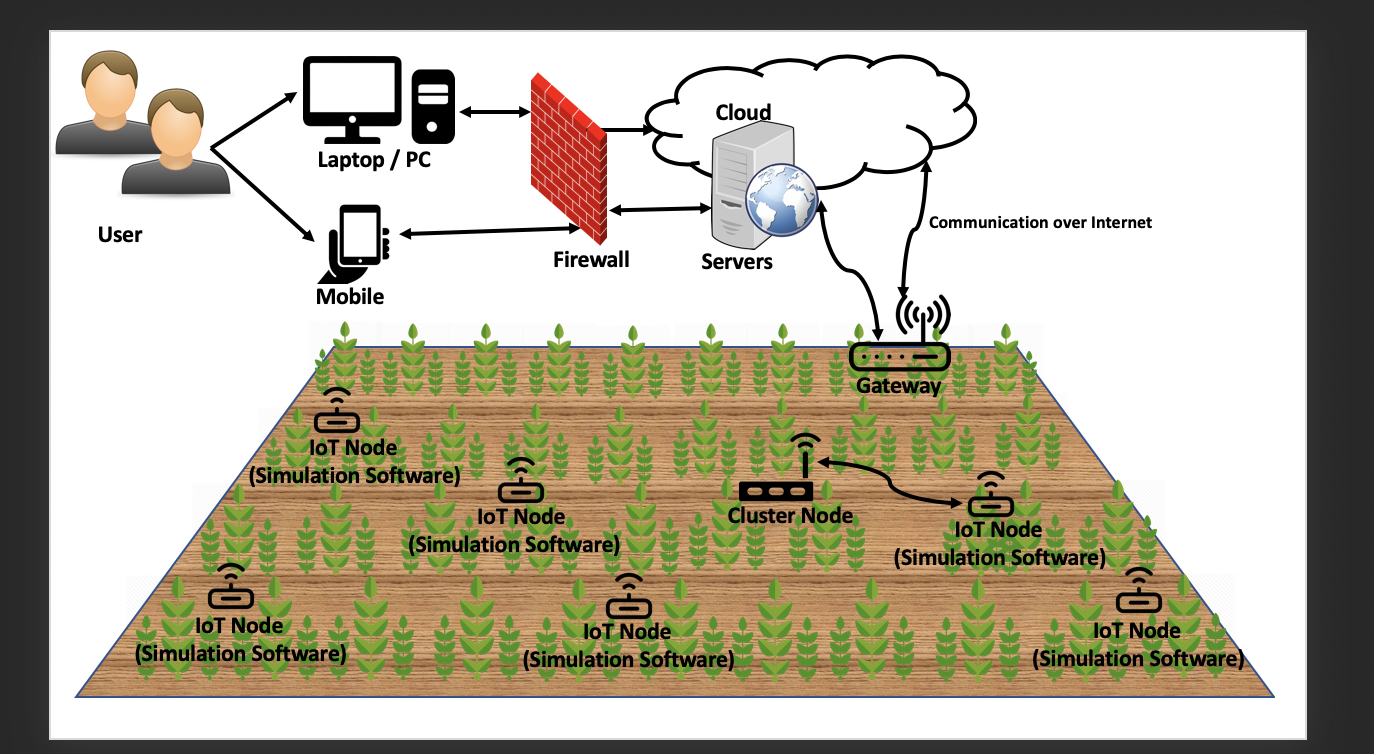 Cloud
Laptop / PC
Communication over Internet
User
Firewall
Servers
Mobile
Gateway
IoT Node
(Simulation Software)
IoT Node
(Simulation Software)
Cluster Node
IoT Node
(Simulation Software)
IoT Node
(Simulation Software)
IoT Node
(Simulation Software)
IoT Node
(Simulation Software)